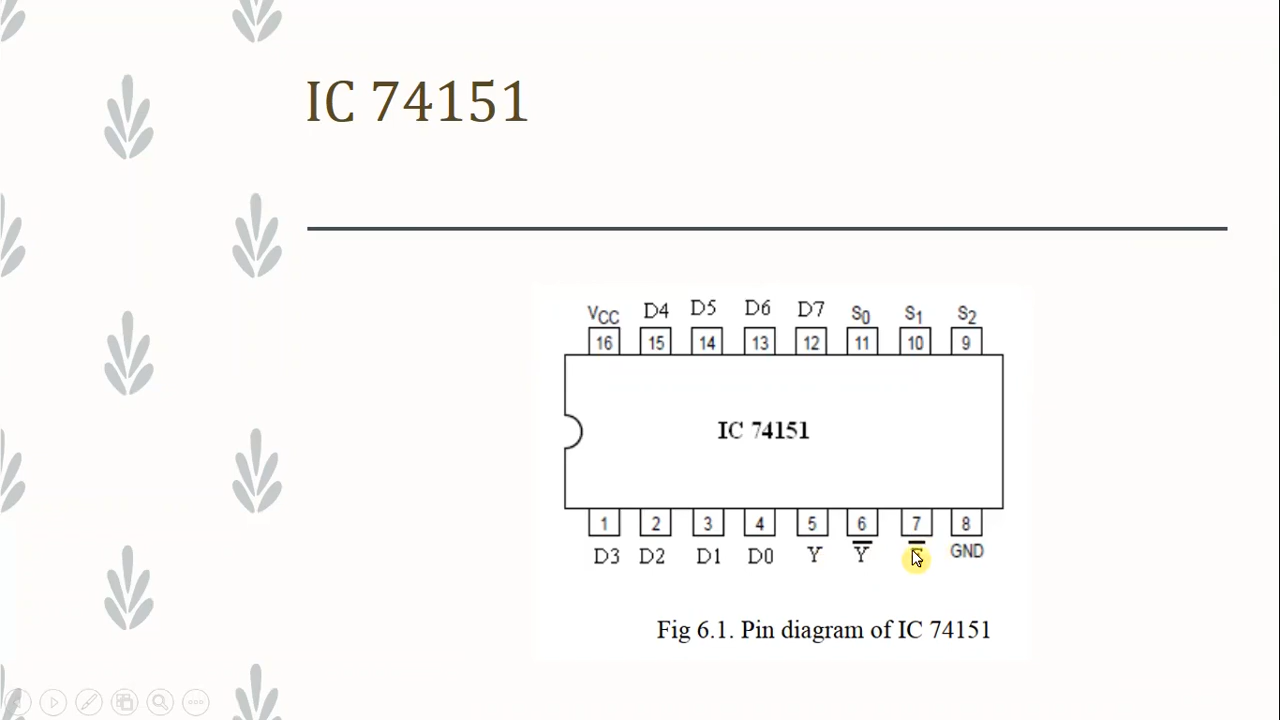 IC 74151
VCC D4 D5 D6 D7 S0 S1 S2
16 15 14 13 12 11 10 9
IC 74151
1 2 3 4 5 6 7 8
D3 D2 D1 D0 Y Y̅ GND
Fig 6.1. Pin diagram of IC 74151